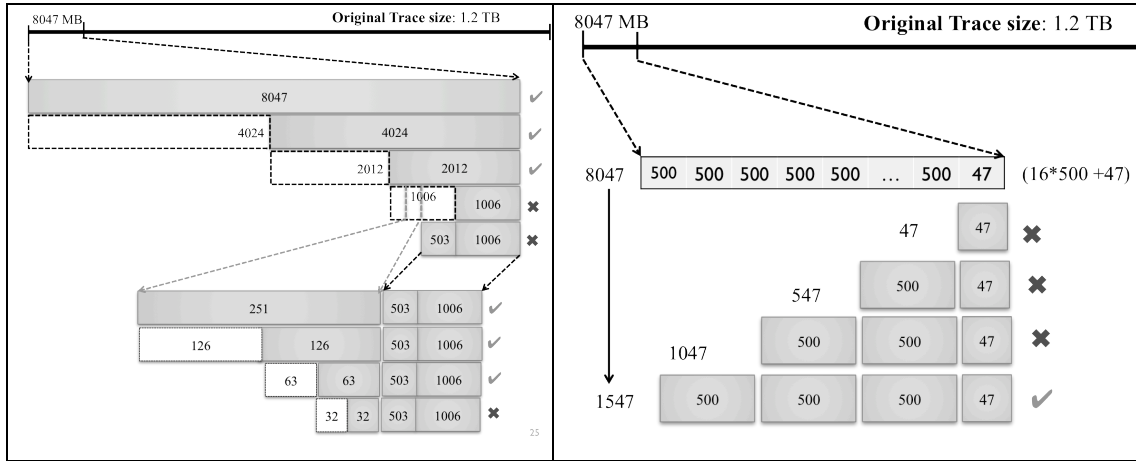 8047 MB
Original Trace size: 1.2 TB
8047
4024 4024
2012 2012
1006 1006
503 1006
251 503 1006
126 126 503 1006
63 63 503 1006
32 32 503 1006
25
8047 MB
Original Trace size: 1.2 TB
8047 500 500 500 500 500 ... 500 47 (16*500 +47)
47 47
547 500 47
1047 500 500 47
1547 500 500 500 47